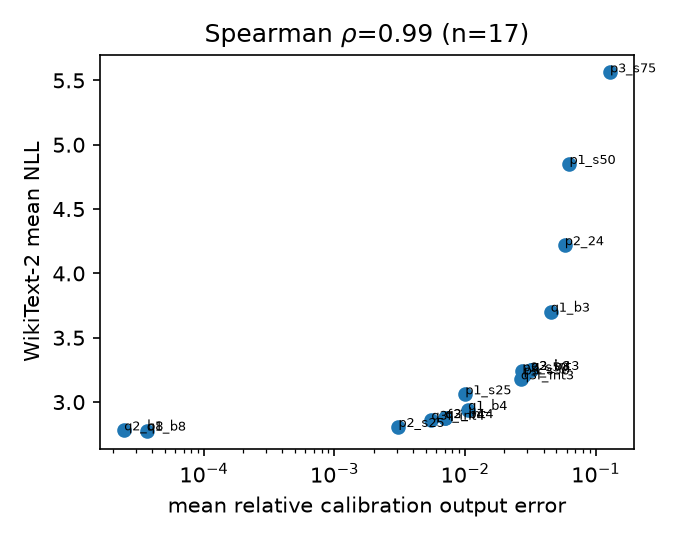 Spearman ρ=0.99 (n=17)
p3_s75
5.5
5.0
p1_s50
WikiText-2 mean NLL
4.5
p2_24
4.0
q1_b3
3.5
p1_s25
q1_b4
3.0
p2_s25
10⁻⁴
10⁻³
10⁻²
10⁻¹
mean relative calibration output error